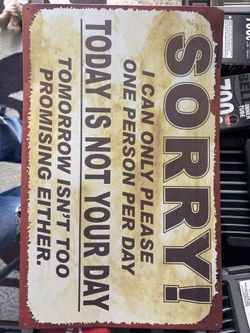 SORRY!
I CAN ONLY PLEASE
ONE PERSON PER DAY
TODAY IS NOT YOUR DAY
TOMORROW ISN'T TOO
PROMISING EITHER.